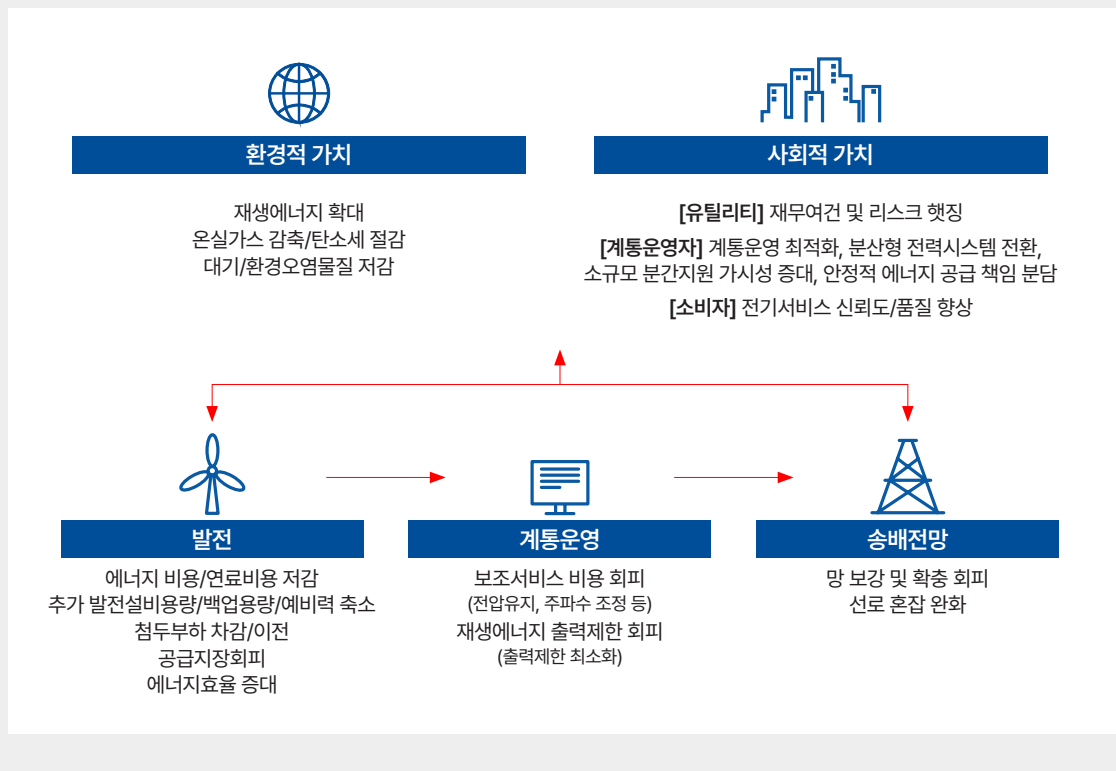 환경적 가치
재생에너지 확대
온실가스 감축/탄소세 절감
대기/환경오염물질 저감
사회적 가치
[유틸리티] 재무여건 및 리스크 햇징
[계통운영자] 계통운영 최적화, 분산형 전력시스템 전환,
소규모 분간지원 가시성 증대, 안정적 에너지 공급 책임 분담
[소비자] 전기서비스 신뢰도/품질 향상
발전
에너지 비용/연료비용 저감
추가 발전설비용량/백업용량/예비력 축소
첨두부하 차감/이전
공급지장회피
에너지효율 증대
계통운영
보조서비스 비용 회피
(전압유지, 주파수 조정 등)
재생에너지 출력제한 회피
(출력제한 최소화)
송배전망
망 보강 및 확충 회피
선로 혼잡 완화